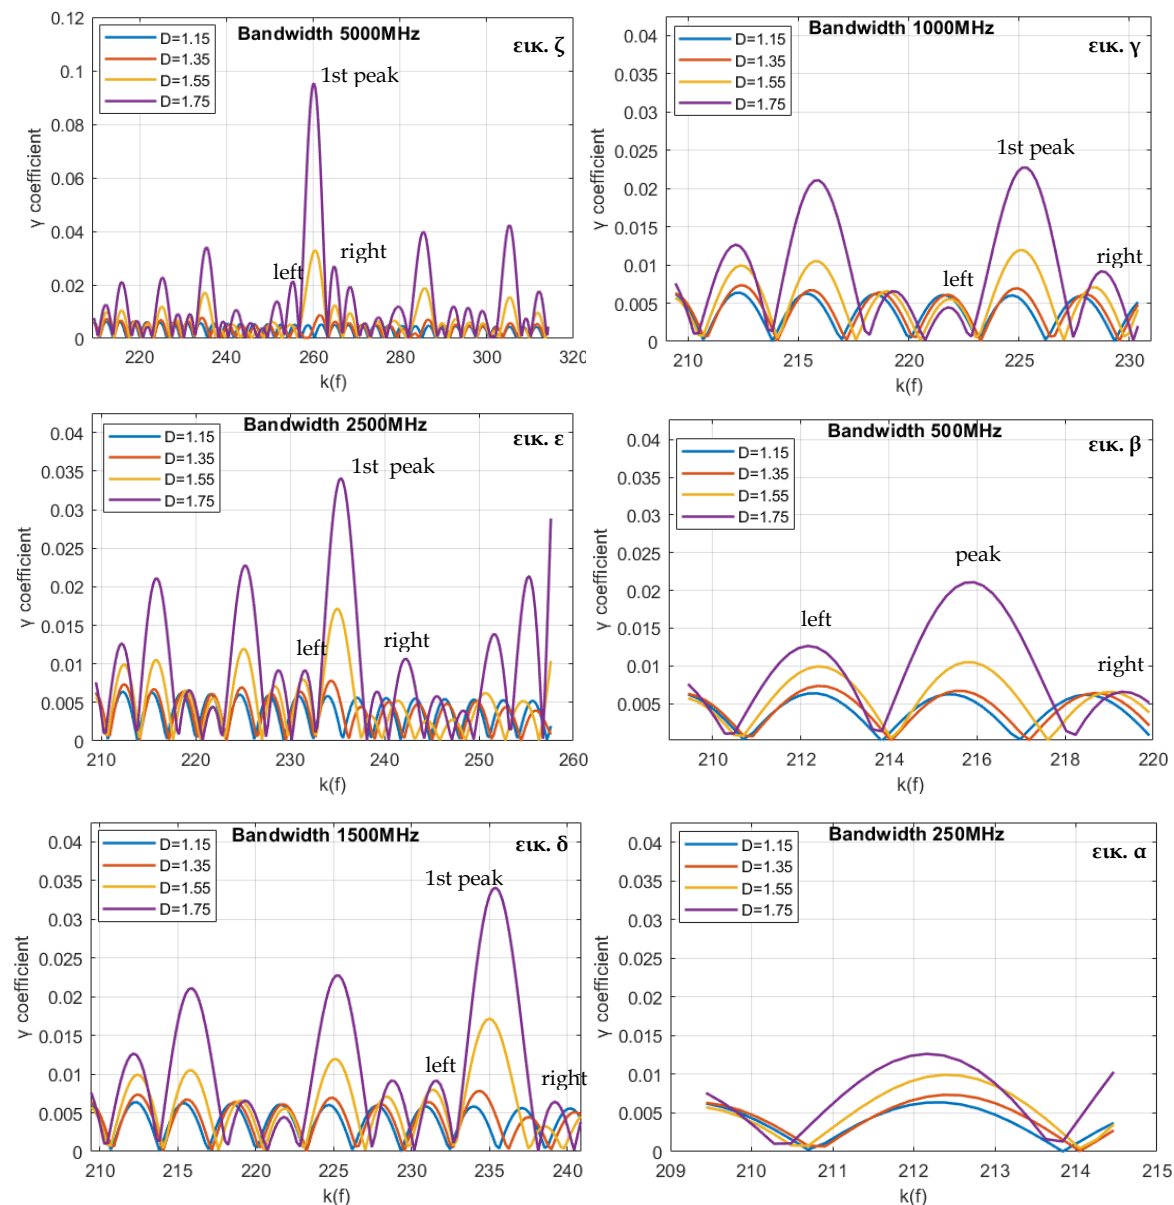 Bandwidth 5000MHz
εικ. ζ
D=1.15
D=1.35
D=1.55
D=1.75
1st peak
left
right
0.12
0.1
0.08
0.06
0.04
0.02
0
γ coefficient
220 240 260 280 300 320
k(f)
Bandwidth 1000MHz
εικ. γ
D=1.15
D=1.35
D=1.55
D=1.75
1st peak
left
right
0.04
0.035
0.03
0.025
0.02
0.015
0.01
0.005
0
γ coefficient
210 215 220 225 230
k(f)
Bandwidth 2500MHz
εικ. ε
D=1.15
D=1.35
D=1.55
D=1.75
1st peak
left
right
0.04
0.035
0.03
0.025
0.02
0.015
0.01
0.005
0
γ coefficient
210 220 230 240 250 260
k(f)
Bandwidth 500MHz
εικ. β
D=1.15
D=1.35
D=1.55
D=1.75
peak
left
right
0.04
0.035
0.03
0.025
0.02
0.015
0.01
0.005
γ coefficient
210 212 214 216 218 220
k(f)
Bandwidth 1500MHz
εικ. δ
D=1.15
D=1.35
D=1.55
D=1.75
1st peak
left
right
0.04
0.035
0.03
0.025
0.02
0.015
0.01
0.005
0
γ coefficient
210 215 220 225 230 235 240
k(f)
Bandwidth 250MHz
εικ. α
D=1.15
D=1.35
D=1.55
D=1.75
0.04
0.035
0.03
0.025
0.02
0.015
0.01
0.005
0
γ coefficient
209 210 211 212 213 214 215
k(f)